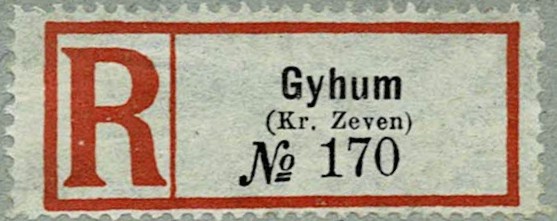 R
Gyhum
(Kr. Zeven)
№ 170